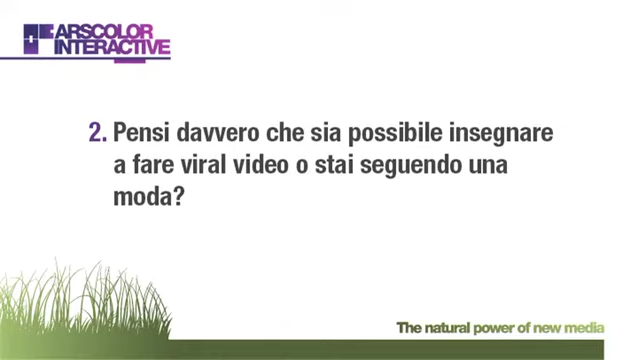 ARSCOLOR
INTERACTIVE
2. Pensi davvero che sia possibile insegnare
a fare viral video o stai seguendo una
moda?
The natural power of new media